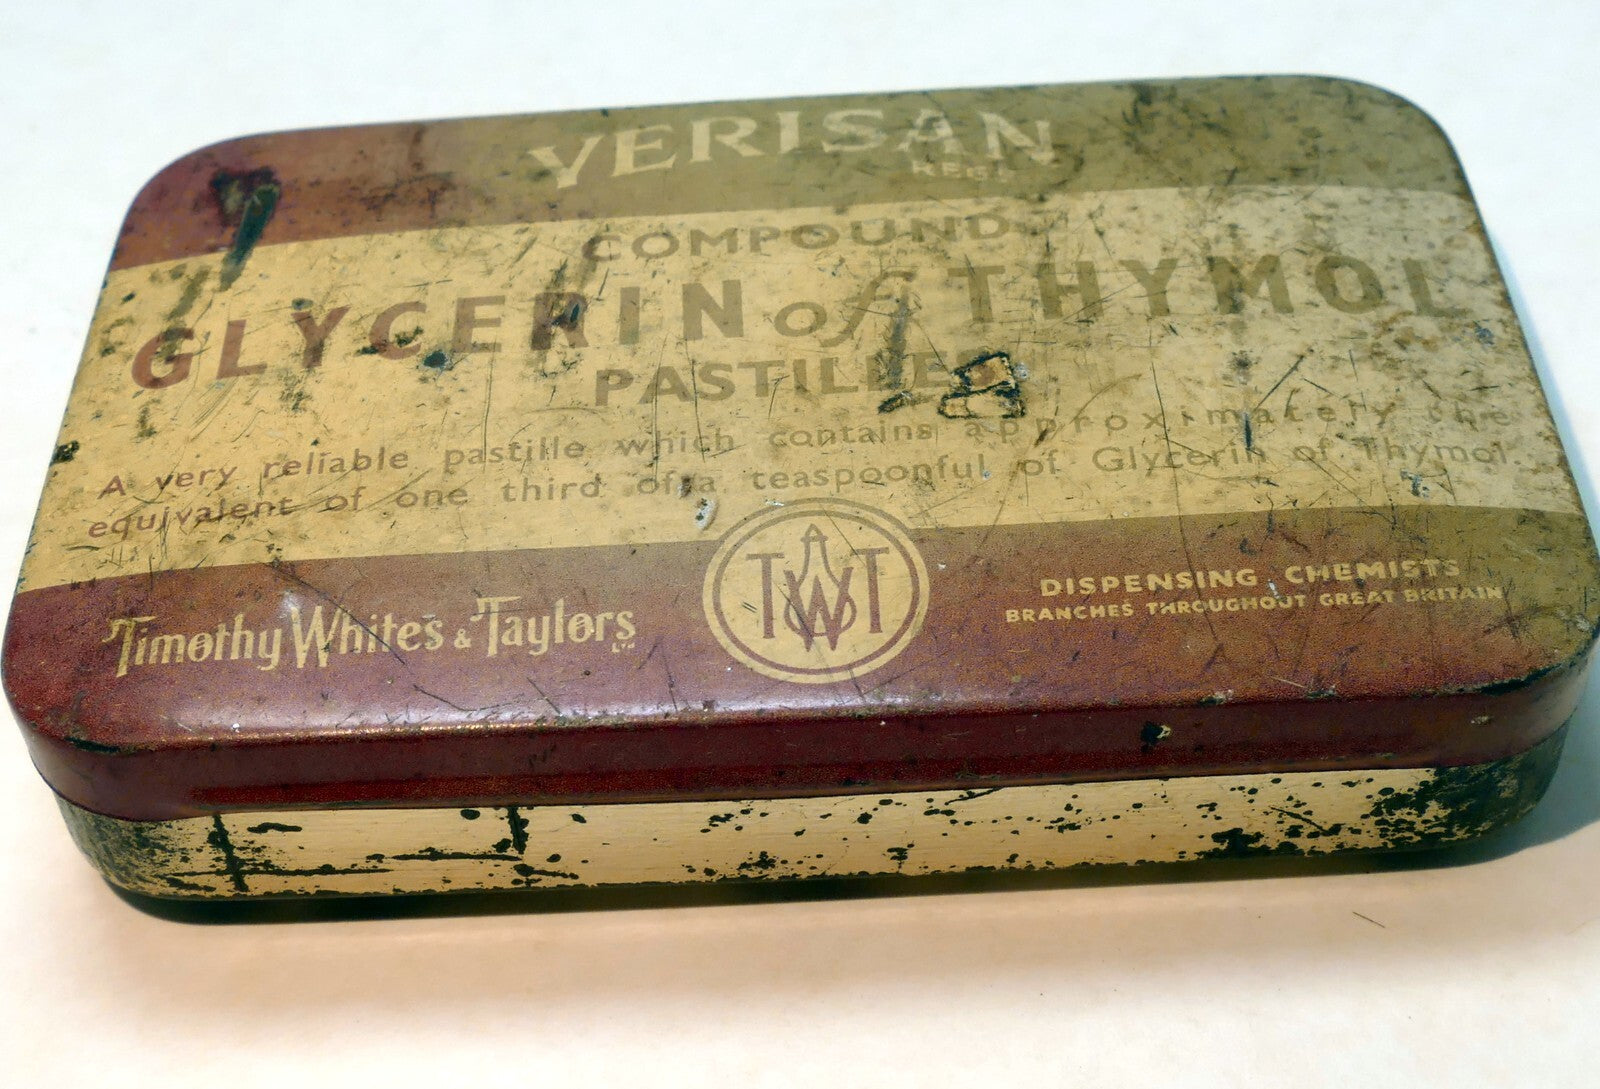 VERISAN
REGD
COMPOUND
GLYCERIN of THYMOL
PASTILLES
A very reliable pastille which contains approximately the
equivalent of one third of a teaspoonful of Glycerin of Thymol
Timothy Whites & Taylors LTD
TWT
DISPENSING CHEMISTS
BRANCHES THROUGHOUT GREAT BRITAIN